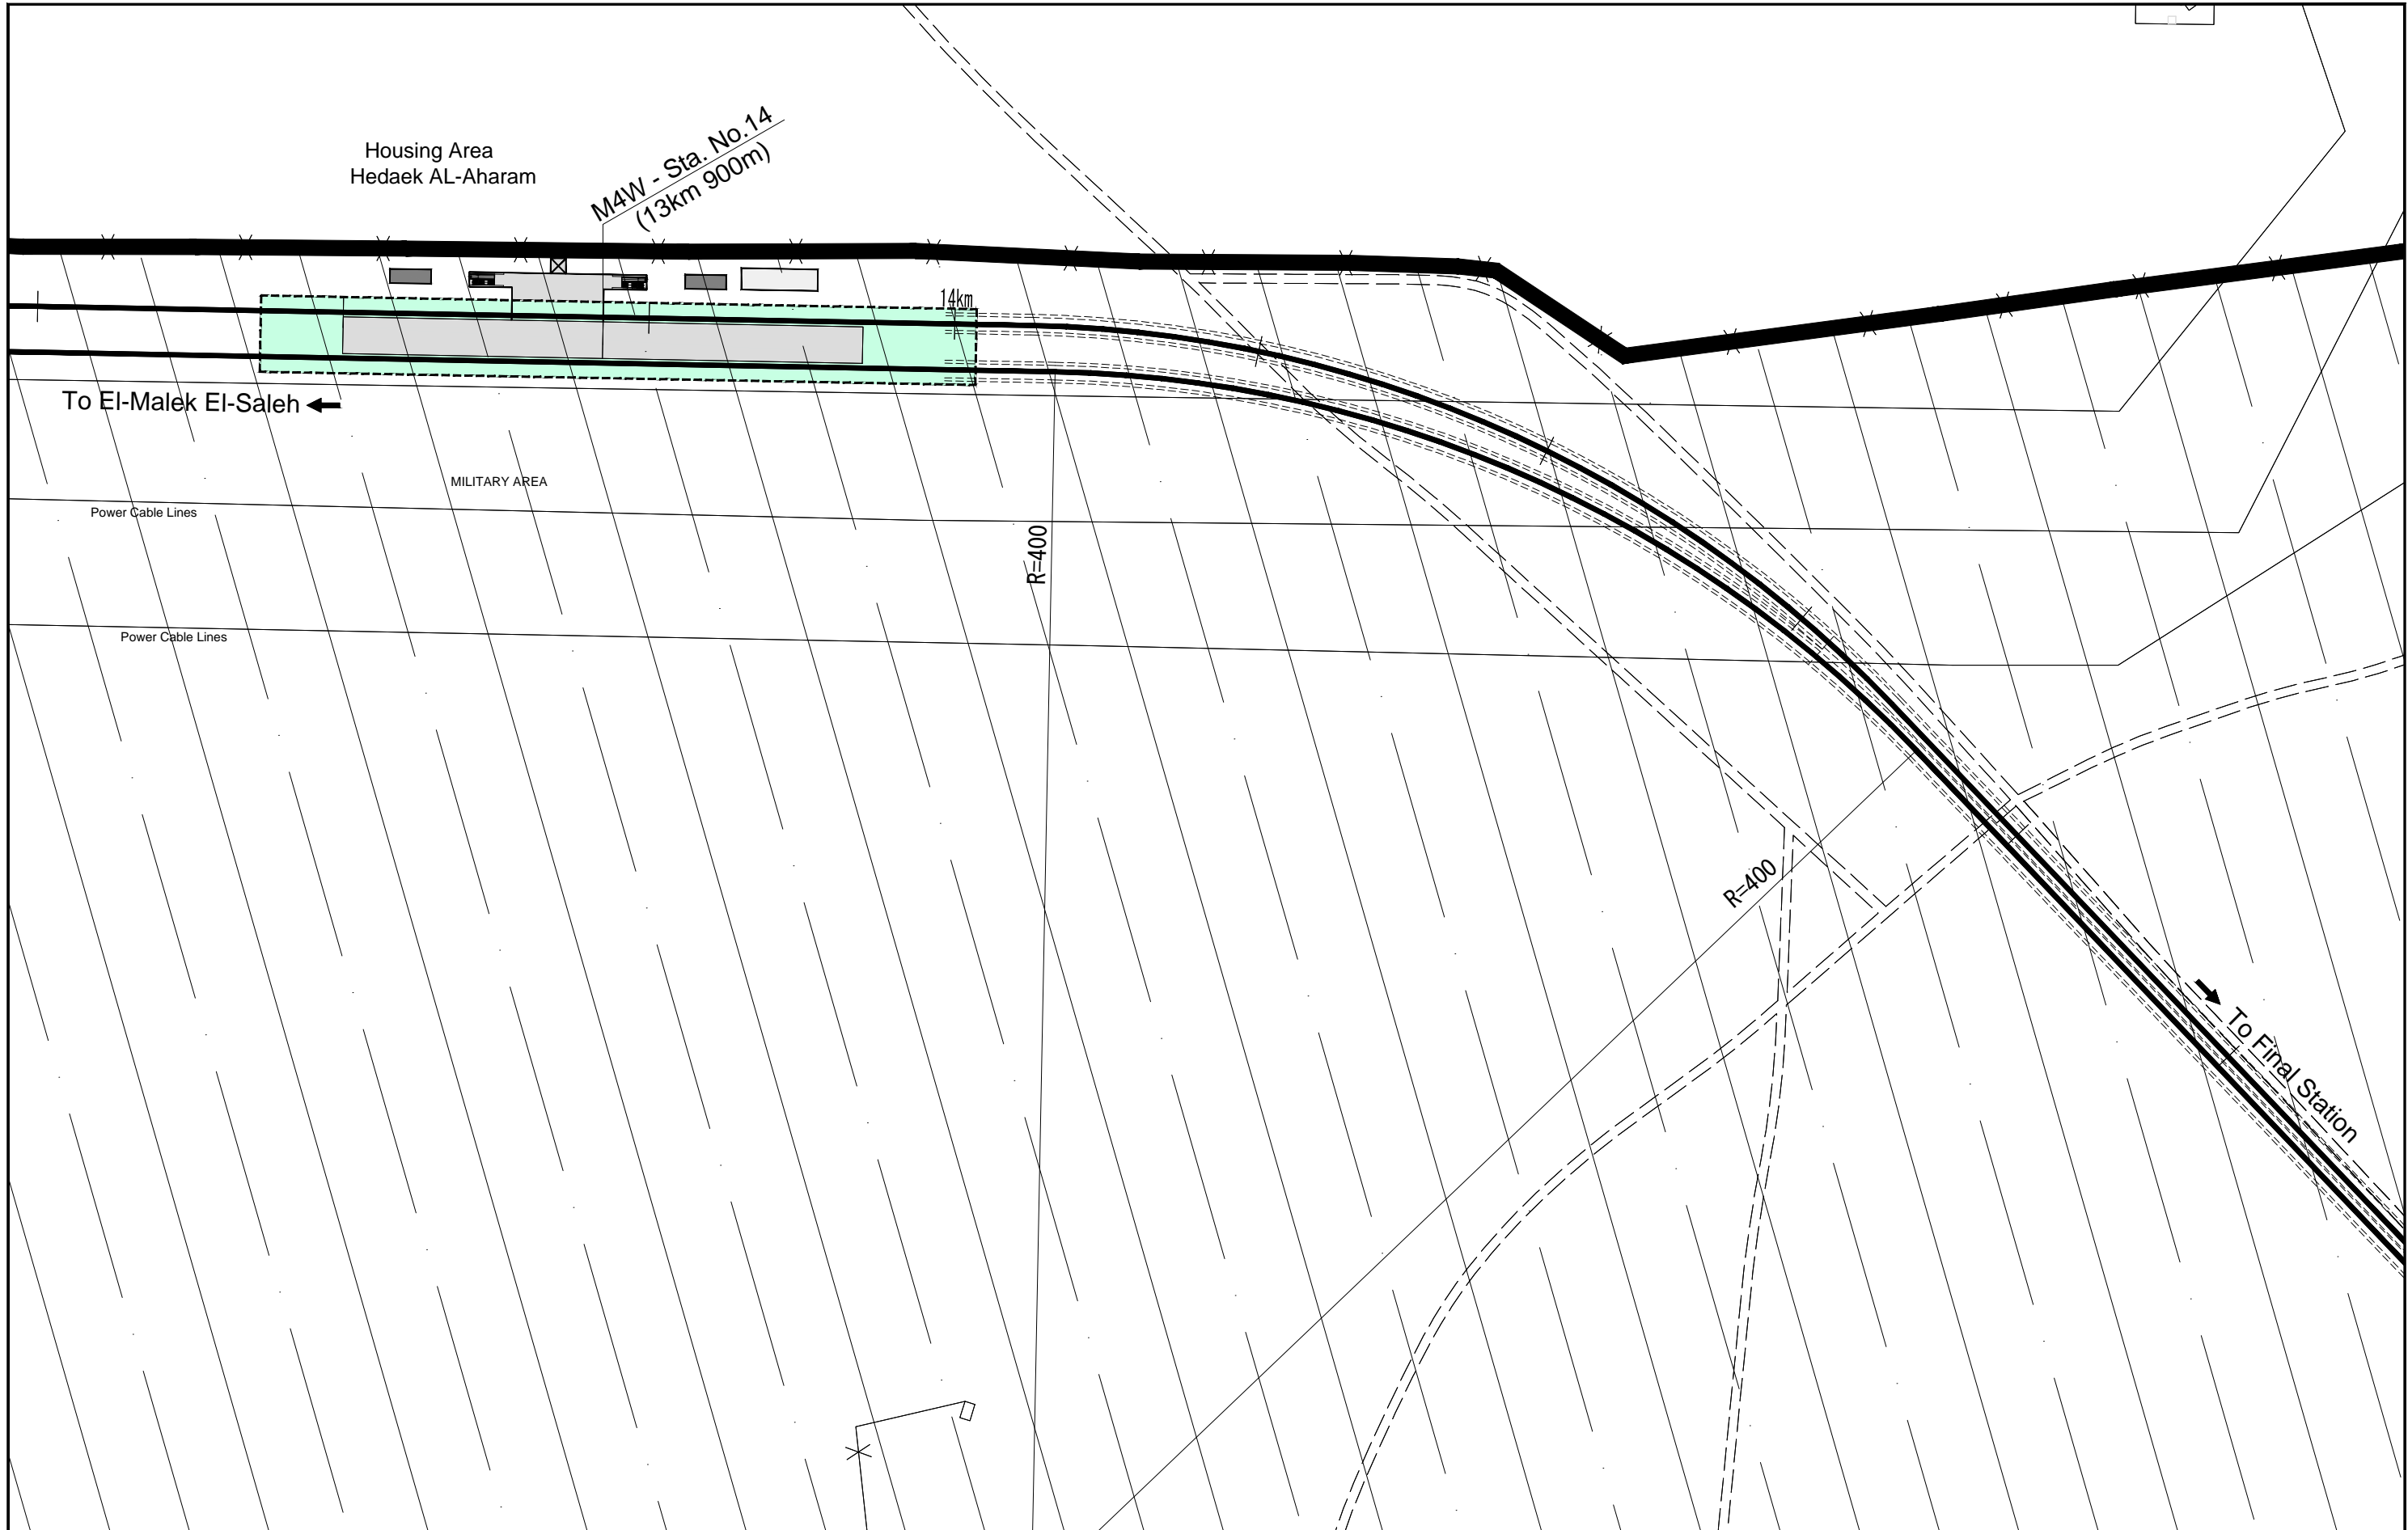 Housing Area
Hedaek AL-Aharam
M4W - Sta. No.14
(13km 900m)
14km
To El-Malek El-Saleh
MILITARY AREA
Power Cable Lines
R=400
Power Cable Lines
R=400
To Final Station